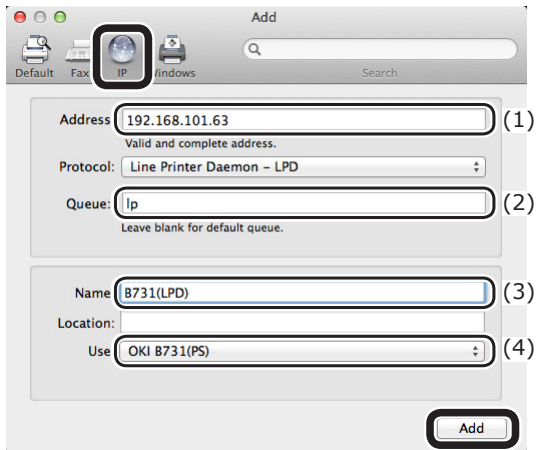 Add
Default Fax IP Windows Search
Address 192.168.101.63 (1)
Valid and complete address.
Protocol: Line Printer Daemon – LPD
Queue: lp (2)
Leave blank for default queue.
Name B731(LPD) (3)
Location:
Use OKI B731(PS) (4)
Add